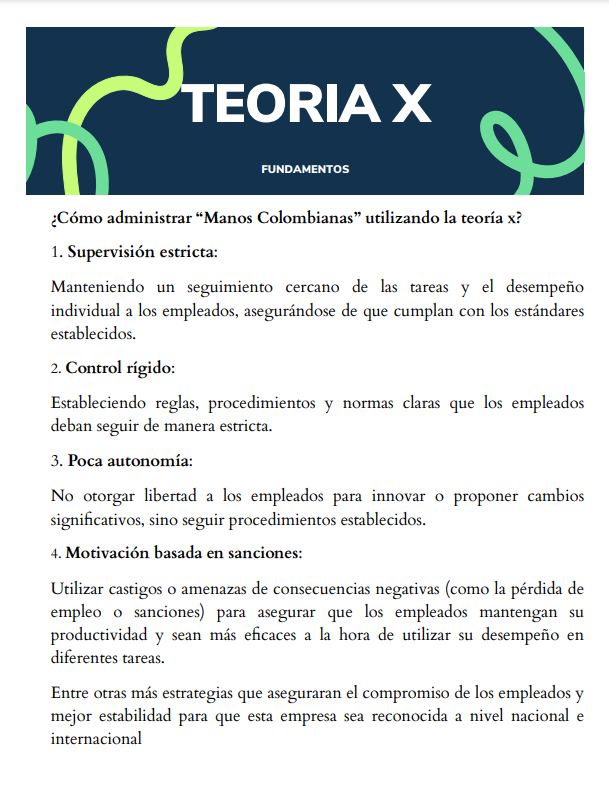 TEORIA X
FUNDAMENTOS
¿Cómo administrar “Manos Colombianas” utilizando la teoría x?
1. Supervisión estricta:
Manteniendo un seguimiento cercano de las tareas y el desempeño
individual a los empleados, asegurándose de que cumplan con los estándares
establecidos.
2. Control rígido:
Estableciendo reglas, procedimientos y normas claras que los empleados
deban seguir de manera estricta.
3. Poca autonomía:
No otorgar libertad a los empleados para innovar o proponer cambios
significativos, sino seguir procedimientos establecidos.
4. Motivación basada en sanciones:
Utilizar castigos o amenazas de consecuencias negativas (como la pérdida de
empleo o sanciones) para asegurar que los empleados mantengan su
productividad y sean más eficaces a la hora de utilizar su desempeño en
diferentes tareas.
Entre otras más estrategias que aseguraran el compromiso de los empleados y
mejor estabilidad para que esta empresa sea reconocida a nivel nacional e
internacional